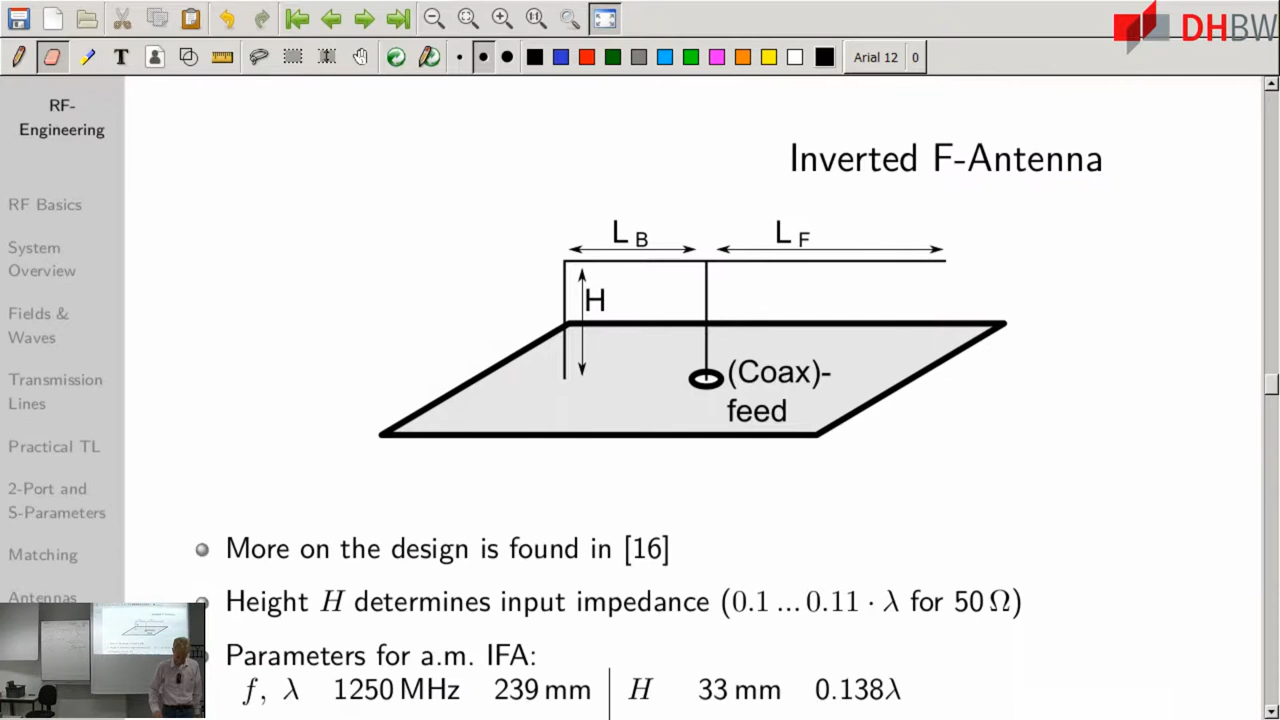 Arial 12 0
DHBW
RF-
Engineering
RF Basics
System
Overview
Fields &
Waves
Transmission
Lines
Practical TL
2-Port and
S-Parameters
Matching
Antennas
Inverted F-Antenna
L B
L F
H
(Coax)-
feed
More on the design is found in [16]
Height H determines input impedance (0.1 ... 0.11 · λ for 50 Ω)
Parameters for a.m. IFA:
f, λ 1250 MHz 239 mm H 33 mm 0.138λ